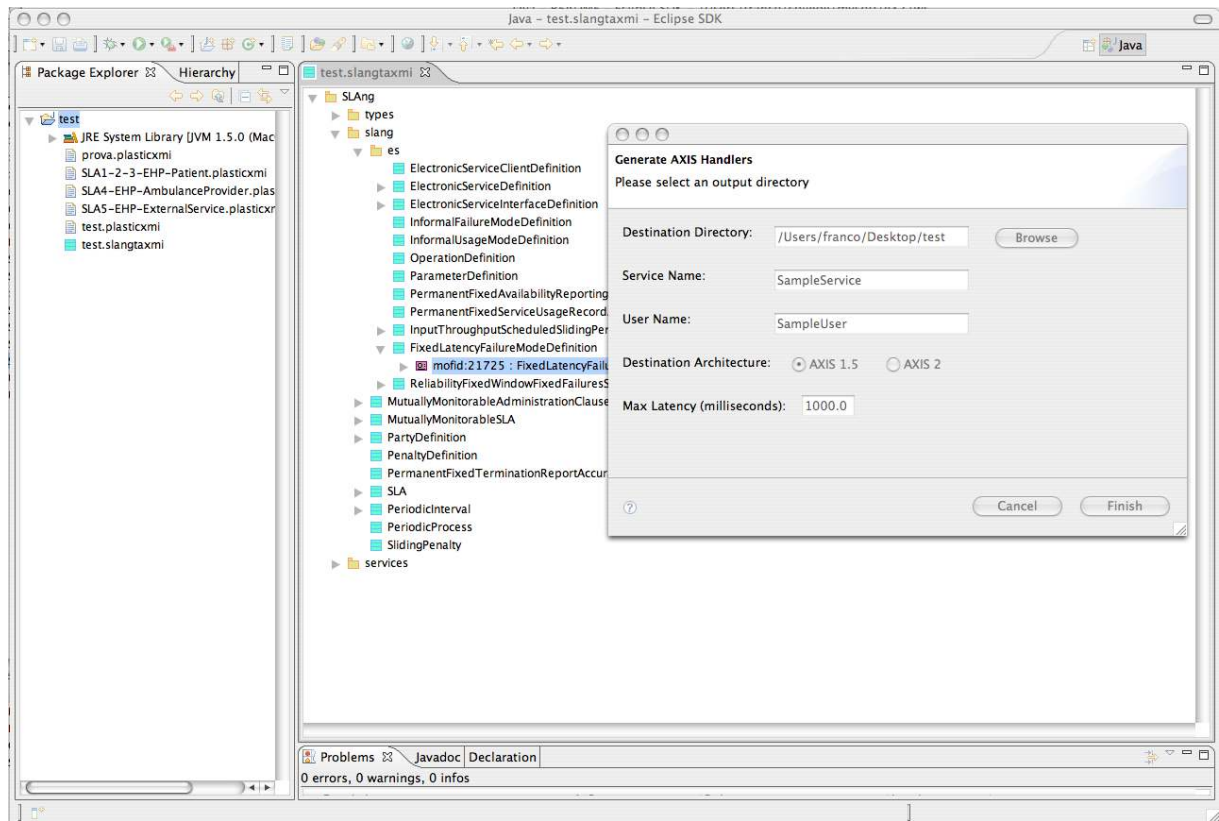 Java - test.slangtaxmi - Eclipse SDK
Java
Package Explorer
Hierarchy
test
JRE System Library [JVM 1.5.0 (Mac
prova.plasticxmi
SLA1-2-3-EHP-Patient.plasticxmi
SLA4-EHP-AmbulanceProvider.plas
SLA5-EHP-ExternalService.plasticxr
test.plasticxmi
test.slangtaxmi
test.slangtaxmi
SLAng
types
slang
es
ElectronicServiceClientDefinition
ElectronicServiceDefinition
ElectronicServiceInterfaceDefinition
InformalFailureModeDefinition
InformalUsageModeDefinition
OperationDefinition
ParameterDefinition
PermanentFixedAvailabilityReporting
PermanentFixedServiceUsageRecord
InputThroughputScheduledSlidingPer
FixedLatencyFailureModeDefinition
mofid:21725 : FixedLatencyFailu
ReliabilityFixedWindowFixedFailuresS
MutuallyMonitorableAdministrationClause
MutuallyMonitorableSLA
PartyDefinition
PenaltyDefinition
PermanentFixedTerminationReportAccur
SLA
PeriodicInterval
PeriodicProcess
SlidingPenalty
services
Generate AXIS Handlers
Please select an output directory
Destination Directory: /Users/franco/Desktop/test Browse
Service Name: SampleService
User Name: SampleUser
Destination Architecture: AXIS 1.5 AXIS 2
Max Latency (milliseconds): 1000.0
?
Cancel Finish
Problems Javadoc Declaration
0 errors, 0 warnings, 0 infos